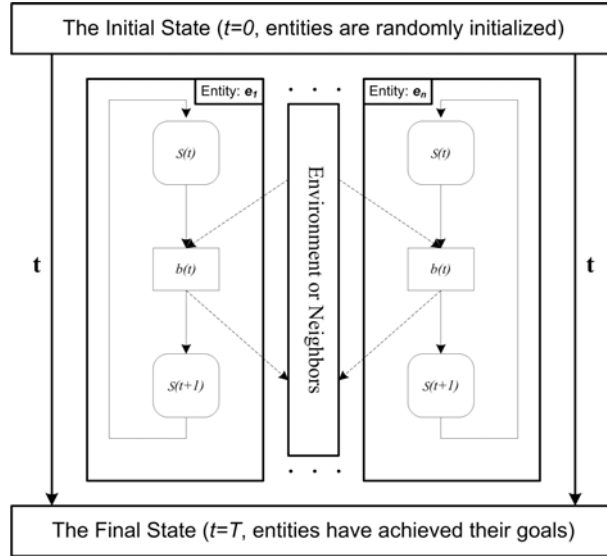 The Initial State (t=0, entities are randomly initialized)
Entity: e1
. . .
Entity: en
S(t)
S(t)
Environment or Neighbors
t
b(t)
b(t)
t
S(t+1)
S(t+1)
. . .
The Final State (t=T, entities have achieved their goals)